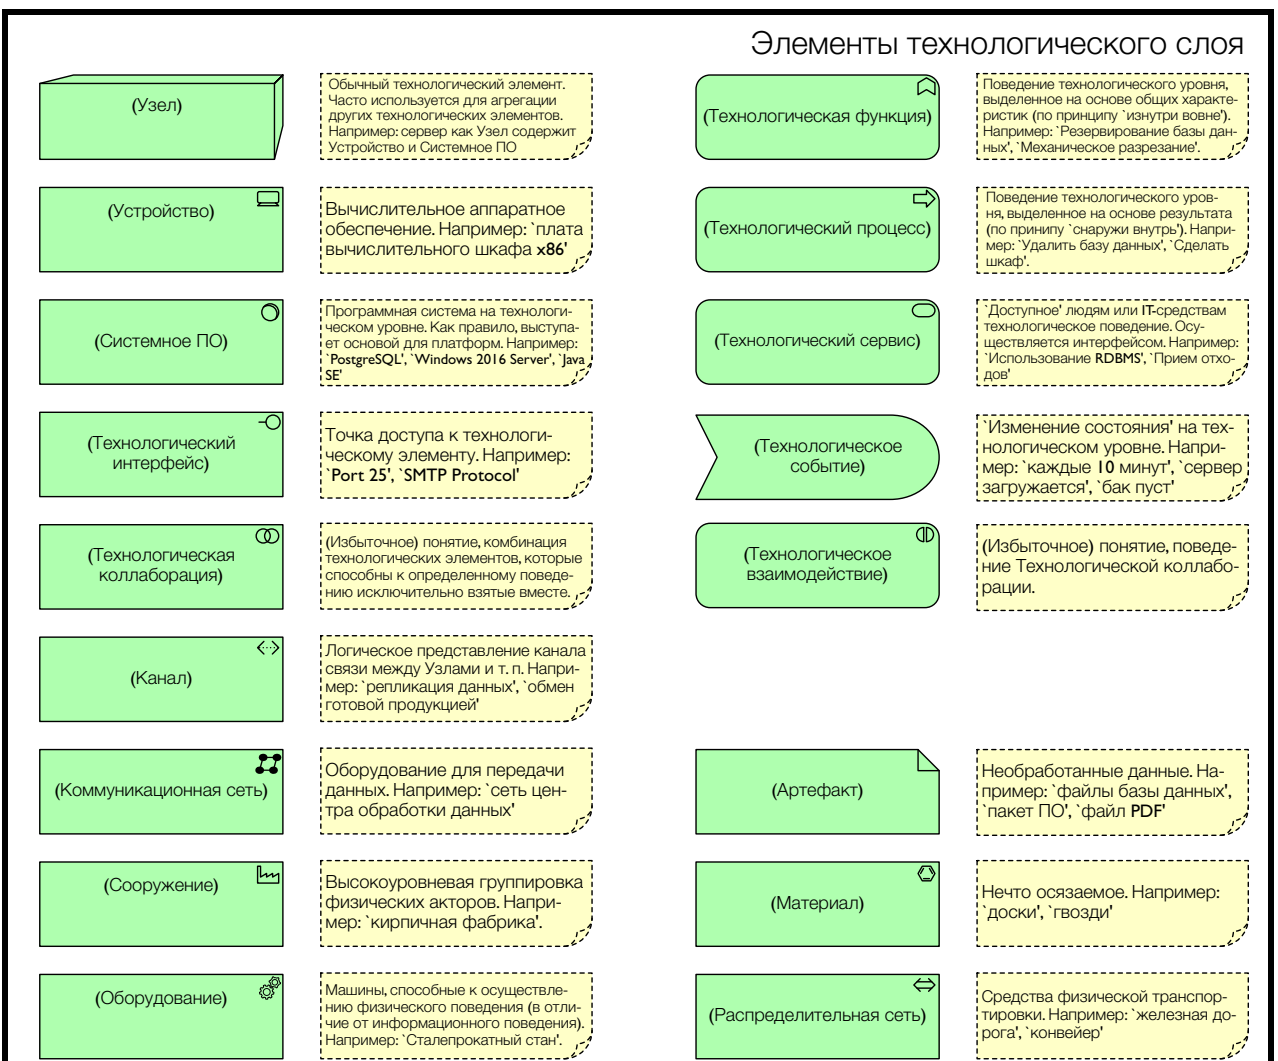 Элементы технологического слоя
(Узел)
Обычный технологический элемент.
Часто используется для агрегации
других технологических элементов.
Например: сервер как Узел содержит
Устройство и Системное ПО
(Технологическая функция)
Поведение технологического уровня,
выделенное на основе общих характе-
ристик (по принципу `изнутри вовне').
Например: `Резервирование базы дан-
ных', `Механическое разрезание'.
(Устройство)
Вычислительное аппаратное
обеспечение. Например: `плата
вычислительного шкафа x86'
(Технологический процесс)
Поведение технологического уров-
ня, выделенное на основе результата
(по принипу `снаружи внутрь'). Напри-
мер: `Удалить базу данных', `Сделать
шкаф'.
(Системное ПО)
Программная система на технологи-
ческом уровне. Как правило, выступа-
ет основой для платформ. Например:
`PostgreSQL', `Windows 2016 Server', `Java
SE'
(Технологический сервис)
`Доступное' людям или IT-средствам
технологическое поведение. Осу-
ществляется интерфейсом. Например:
`Использование RDBMS', `Прием отхо-
дов'
(Технологический
интерфейс)
Точка доступа к технологи-
ческому элементу. Например:
`Port 25', `SMTP Protocol'
(Технологическое
событие)
`Изменение состояния' на тех-
нологическом уровне. Напри-
мер: `каждые 10 минут', `сервер
загружается', `бак пуст'
(Технологическая
коллаборация)
(Избыточное) понятие, комбинация
технологических элементов, которые
способны к определенному поведе-
нию исключительно взятые вместе.
(Технологическое
взаимодействие)
(Избыточное) понятие, поведе-
ние Технологической коллабо-
рации.
(Канал)
Логическое представление канала
связи между Узлами и т. п. Напри-
мер: `репликация данных', `обмен
готовой продукцией'
(Коммуникационная сеть)
Оборудование для передачи
данных. Например: `сеть цен-
тра обработки данных'
(Артефакт)
Необработанные данные. На-
пример: `файлы базы данных',
`пакет ПО', `файл PDF'
(Сооружение)
Высокоуровневая группировка
физических акторов. Напри-
мер: `кирпичная фабрика'.
(Материал)
Нечто осязаемое. Например:
`доски', `гвозди'
(Оборудование)
Машины, способные к осуществле-
нию физического поведения (в отли-
чие от информационного поведения).
Например: `Сталепрокатный стан'.
(Распределительная сеть)
Средства физической транспор-
тировки. Например: `железная до-
рога', `конвейер'